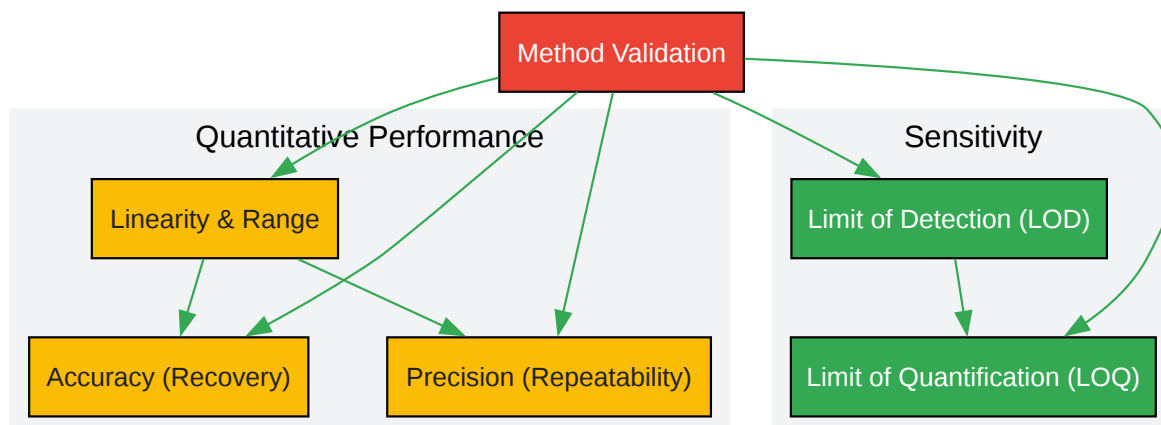 Method Validation
Quantitative Performance
Sensitivity
Linearity & Range
Limit of Detection (LOD)
Accuracy (Recovery)
Precision (Repeatability)
Limit of Quantification (LOQ)